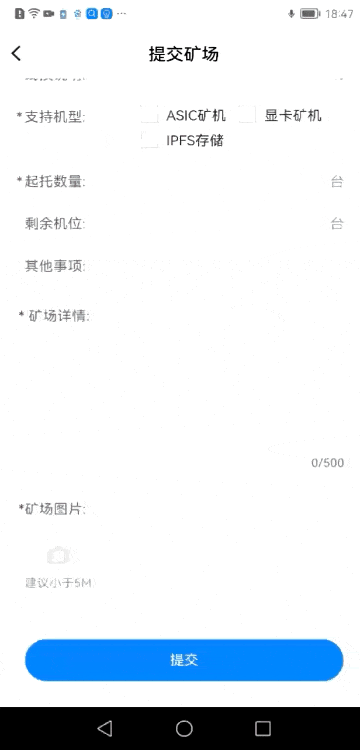 18:47
提交矿场
*支持机型:
ASIC矿机 显卡矿机
IPFS存储
*起托数量: 台
剩余机位: 台
其他事项:
* 矿场详情:
0/500
*矿场图片:
建议小于5M
提交